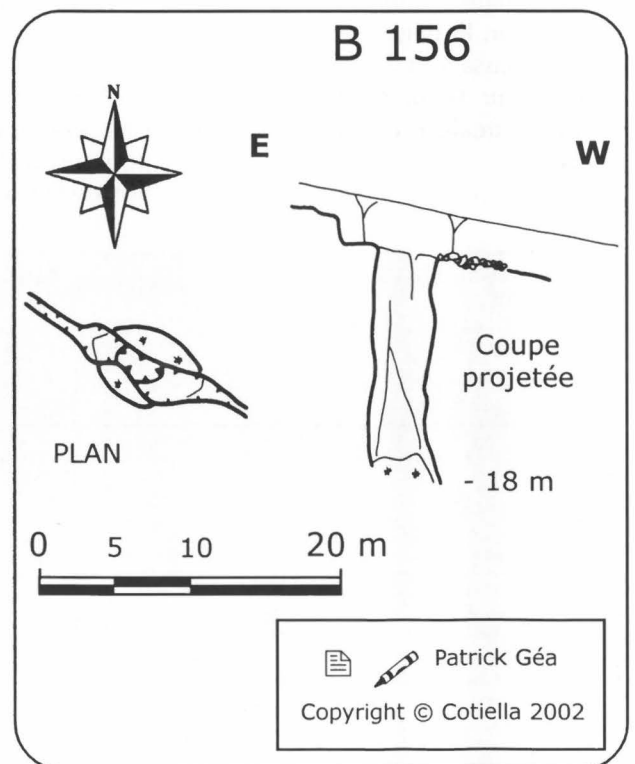 B 156
N
E
W
Coupe
projetée
PLAN
- 18 m
0 5 10 20 m
Patrick Géa
Copyright © Cotiella 2002